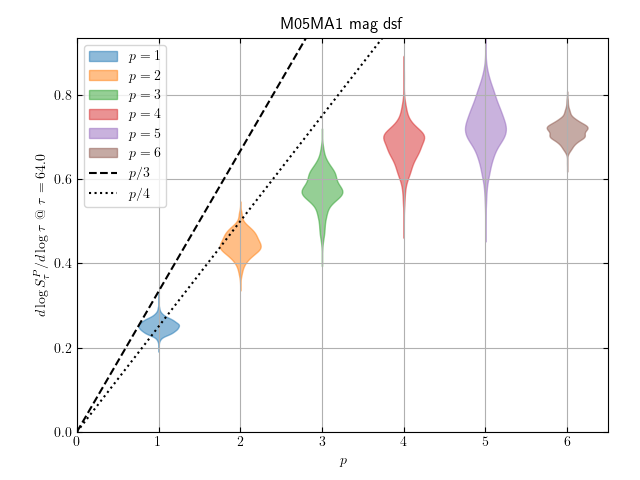 M05MA1 mag dsf
p = 1
p = 2
p = 3
p = 4
p = 5
p = 6
p/3
p/4
d log S_τ^P / d log τ @ τ = 64.0
0.8
0.6
0.4
0.2
0.0
0 1 2 3 4 5 6
p